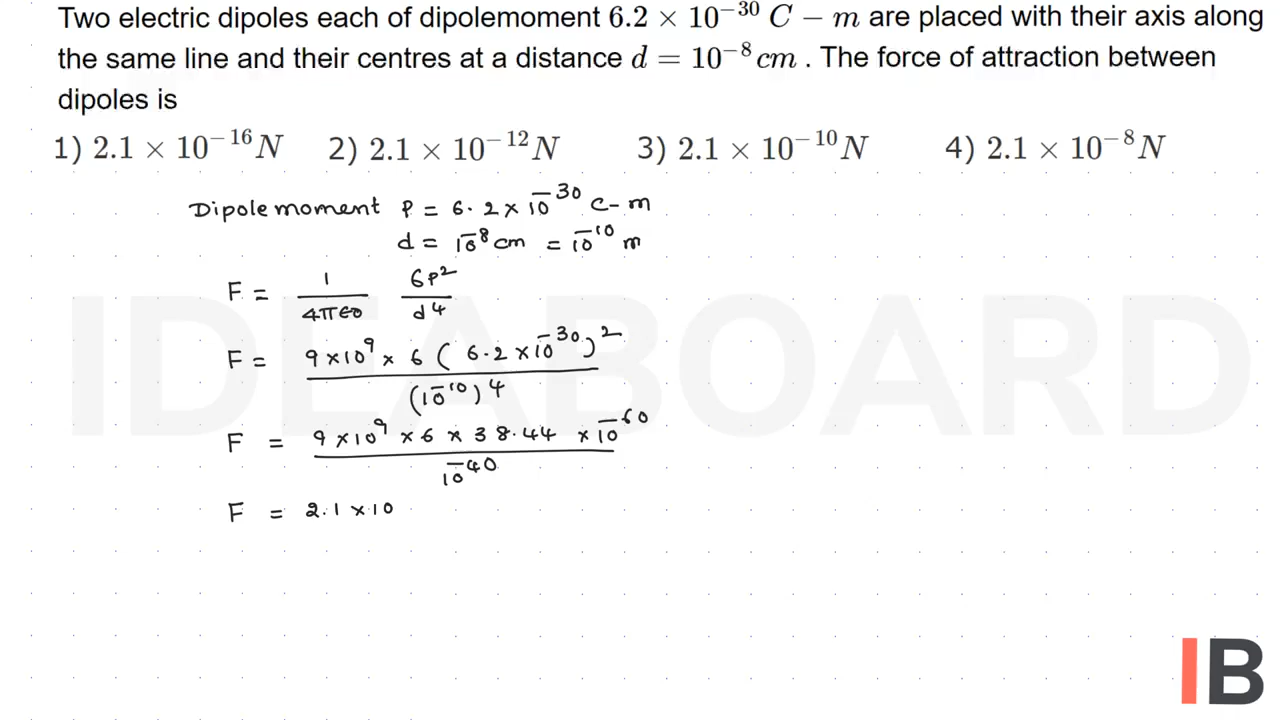 Two electric dipoles each of dipolemoment 6.2 × 10⁻³⁰ C − m are placed with their axis along
the same line and their centres at a distance d = 10⁻⁸ cm . The force of attraction between
dipoles is
1) 2.1 × 10⁻¹⁶ N 2) 2.1 × 10⁻¹² N 3) 2.1 × 10⁻¹⁰ N 4) 2.1 × 10⁻⁸ N
Dipole moment P = 6.2 × 10⁻³⁰ C-m
d = 10⁻⁸ cm = 10⁻¹⁰ m
F = 1/4πε0 6P²/d⁴
F = 9×10⁹ × 6 (6.2 × 10⁻³⁰)² / (10⁻¹⁰)⁴
F = 9×10⁹ × 6 × 38.44 × 10⁻⁶⁰ / 10⁻⁴⁰
F = 2.1 × 10
IDEABOARD
IB